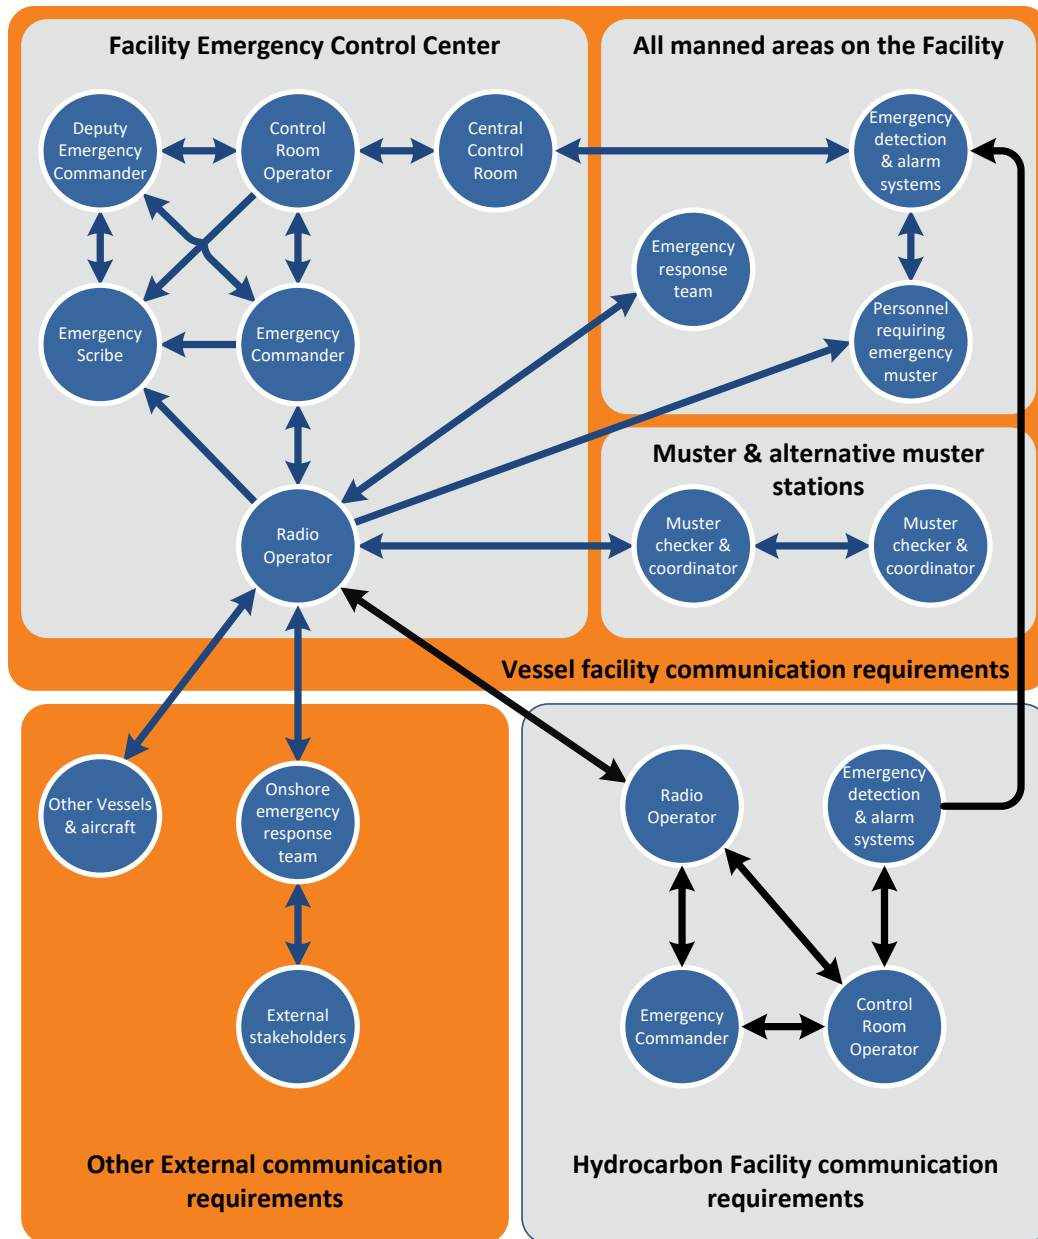 Facility Emergency Control Center
Deputy
Emergency
Commander
Control
Room
Operator
Central
Control
Room
Emergency
Scribe
Emergency
Commander
Radio
Operator
All manned areas on the Facility
Emergency
detection
& alarm
systems
Emergency
response
team
Personnel
requiring
emergency
muster
Muster & alternative muster
stations
Muster
checker &
coordinator
Muster
checker &
coordinator
Vessel facility communication requirements
Other Vessels
& aircraft
Onshore
emergency
response
team
External
stakeholders
Other External communication
requirements
Radio
Operator
Emergency
detection
& alarm
systems
Emergency
Commander
Control
Room
Operator
Hydrocarbon Facility communication
requirements